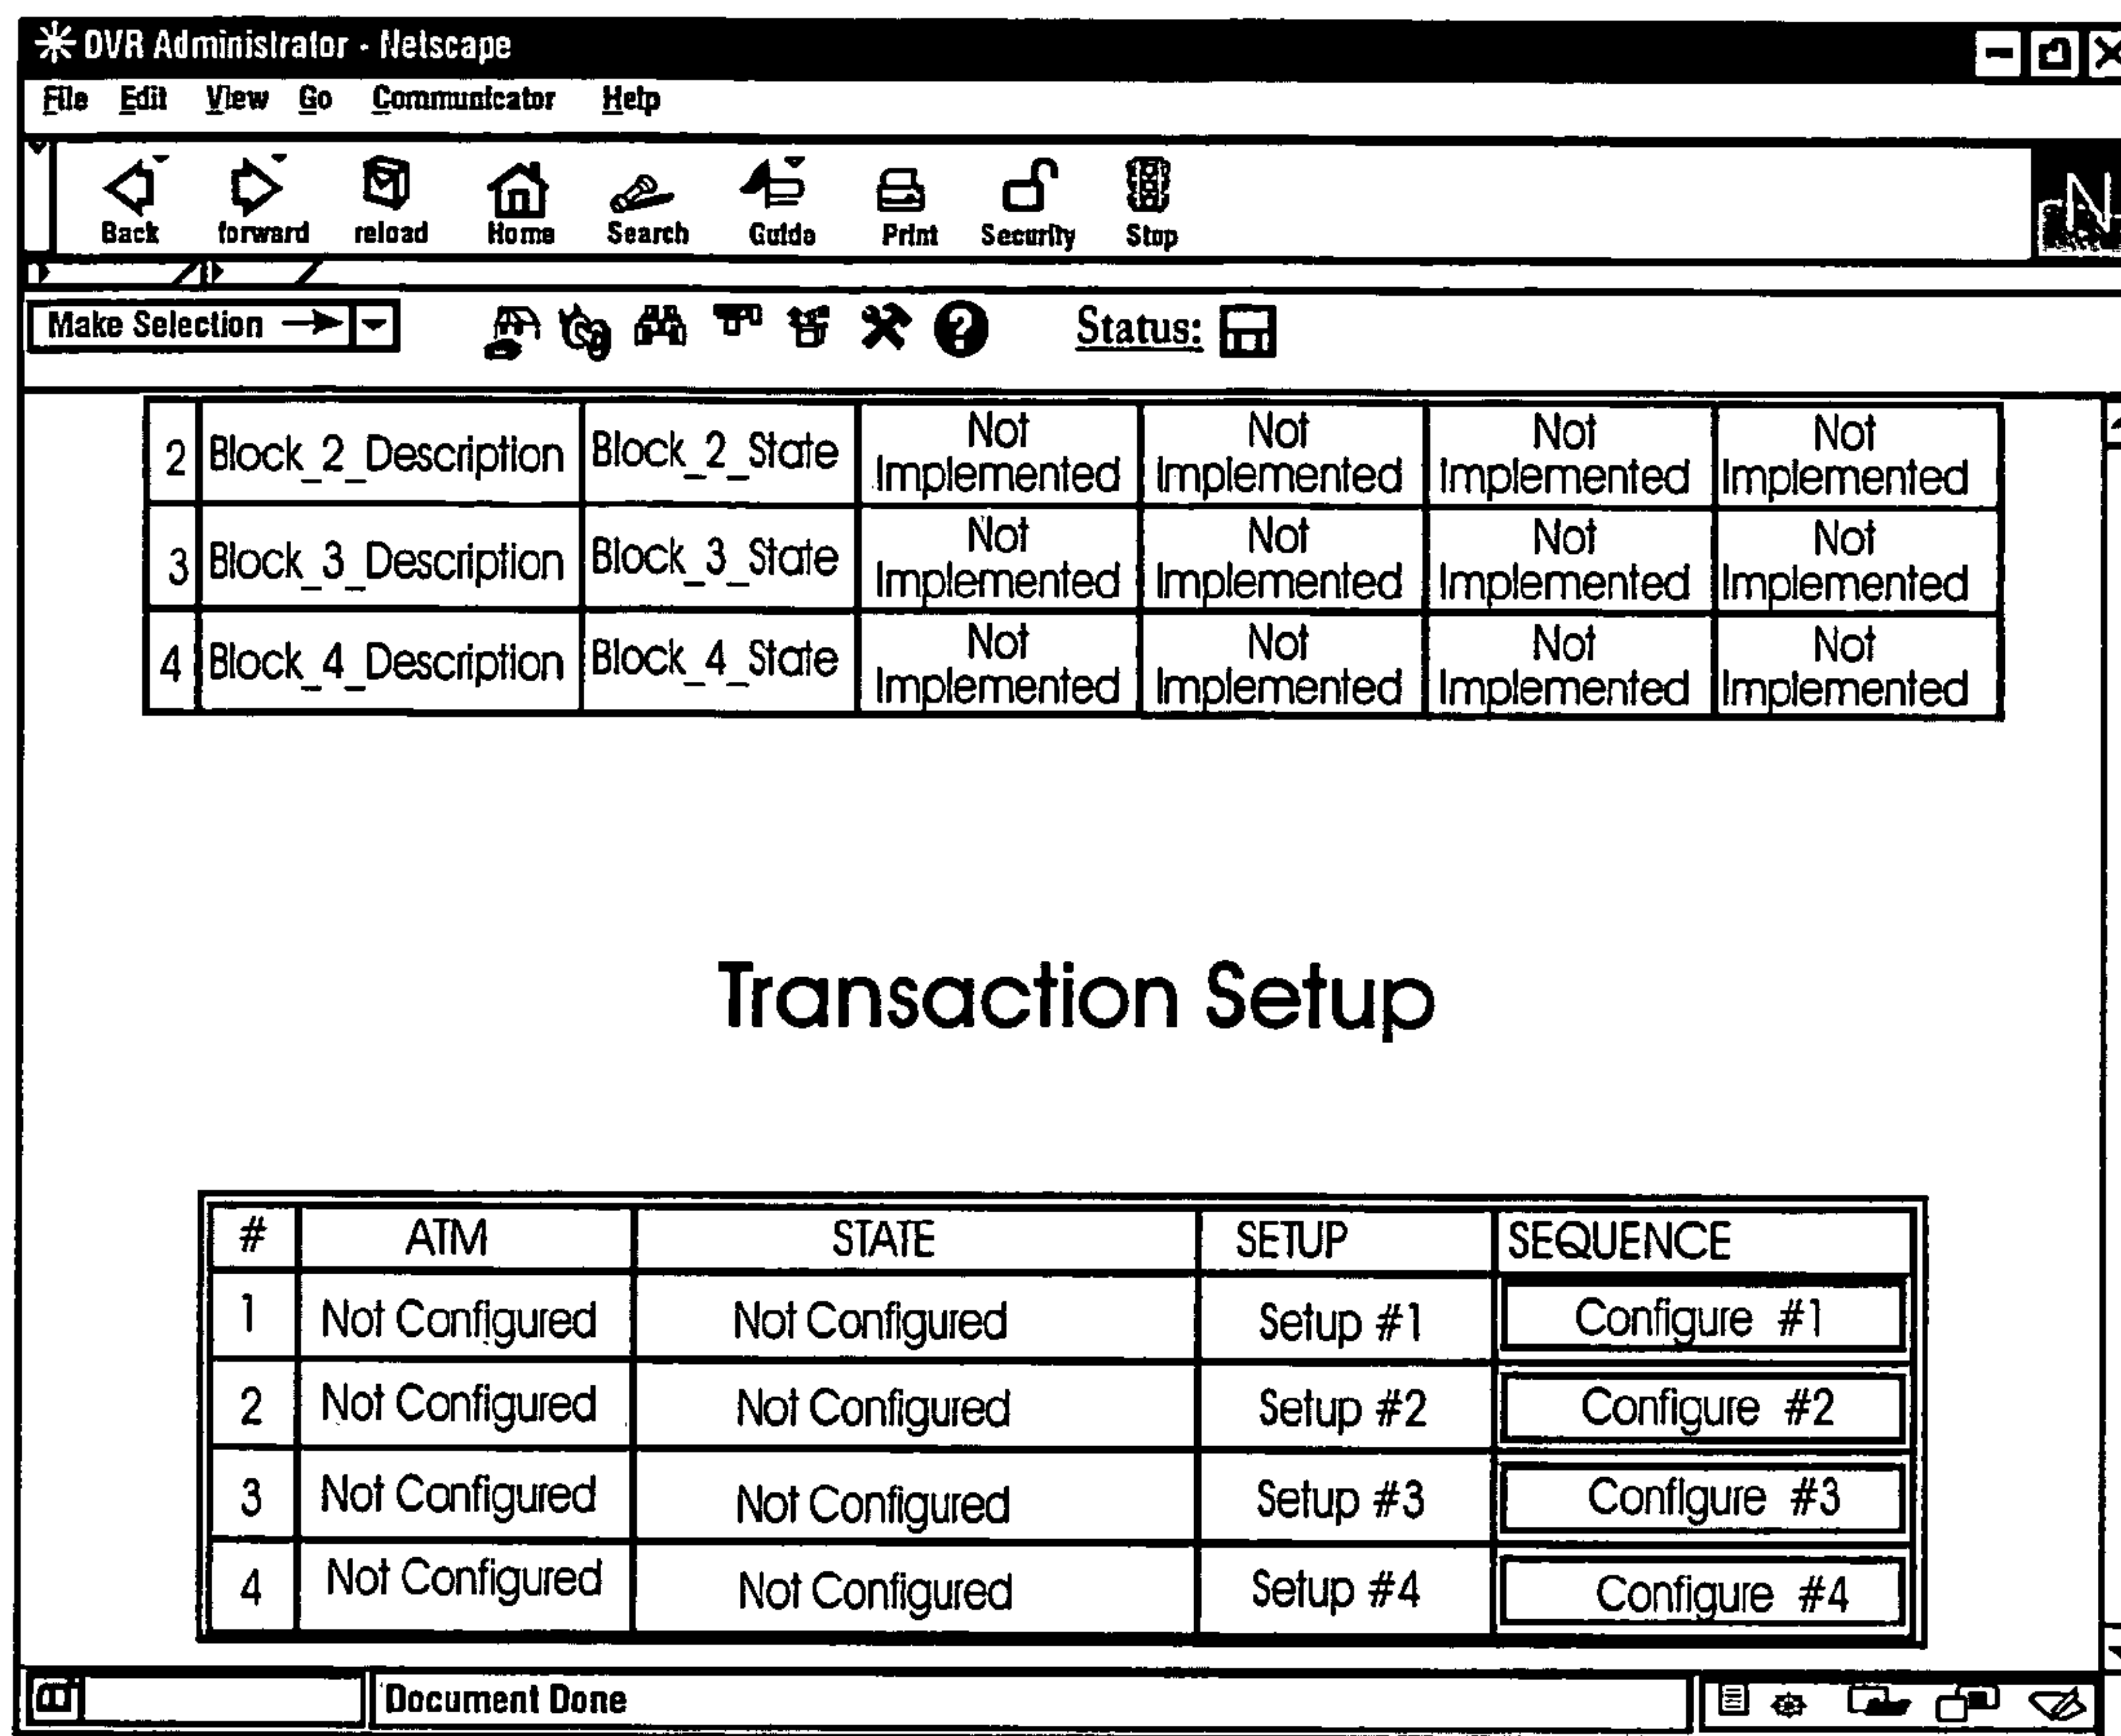 DVR Administrator - Netscape
File Edit View Go Communicator Help
Back forward reload Home Search Guide Print Security Stop
N
Make Selection Status:
2 Block_2_Description Block_2_State Not Implemented Not Implemented Not Implemented Not Implemented
3 Block_3_Description Block_3_State Not Implemented Not Implemented Not Implemented Not Implemented
4 Block_4_Description Block_4_State Not Implemented Not Implemented Not Implemented Not Implemented
Transaction Setup
# ATM STATE SETUP SEQUENCE
1 Not Configured Not Configured Setup #1 Configure #1
2 Not Configured Not Configured Setup #2 Configure #2
3 Not Configured Not Configured Setup #3 Configure #3
4 Not Configured Not Configured Setup #4 Configure #4
Document Done